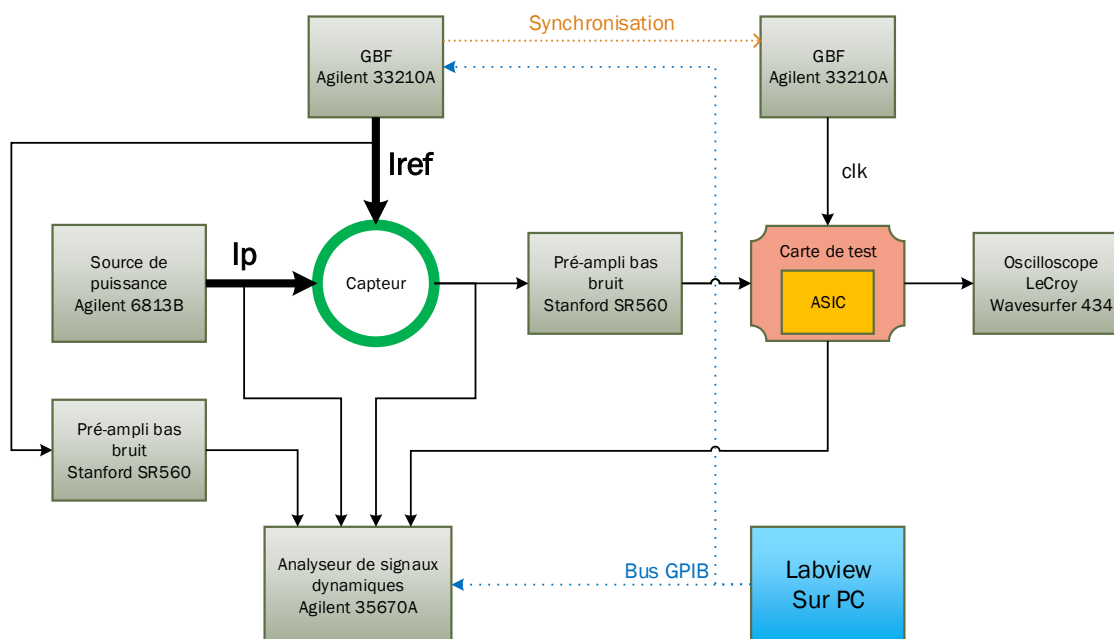 Synchronisation
GBF
Agilent 33210A
GBF
Agilent 33210A
Iref
clk
Source de
puissance
Agilent 6813B
Ip
Capteur
Pré-ampli bas
bruit
Stanford SR560
Carte de test
ASIC
Oscilloscope
LeCroy
Wavesurfer 434
Pré-ampli bas
bruit
Stanford SR560
Analyseur de signaux
dynamiques
Agilent 35670A
Bus GPIB
Labview
Sur PC